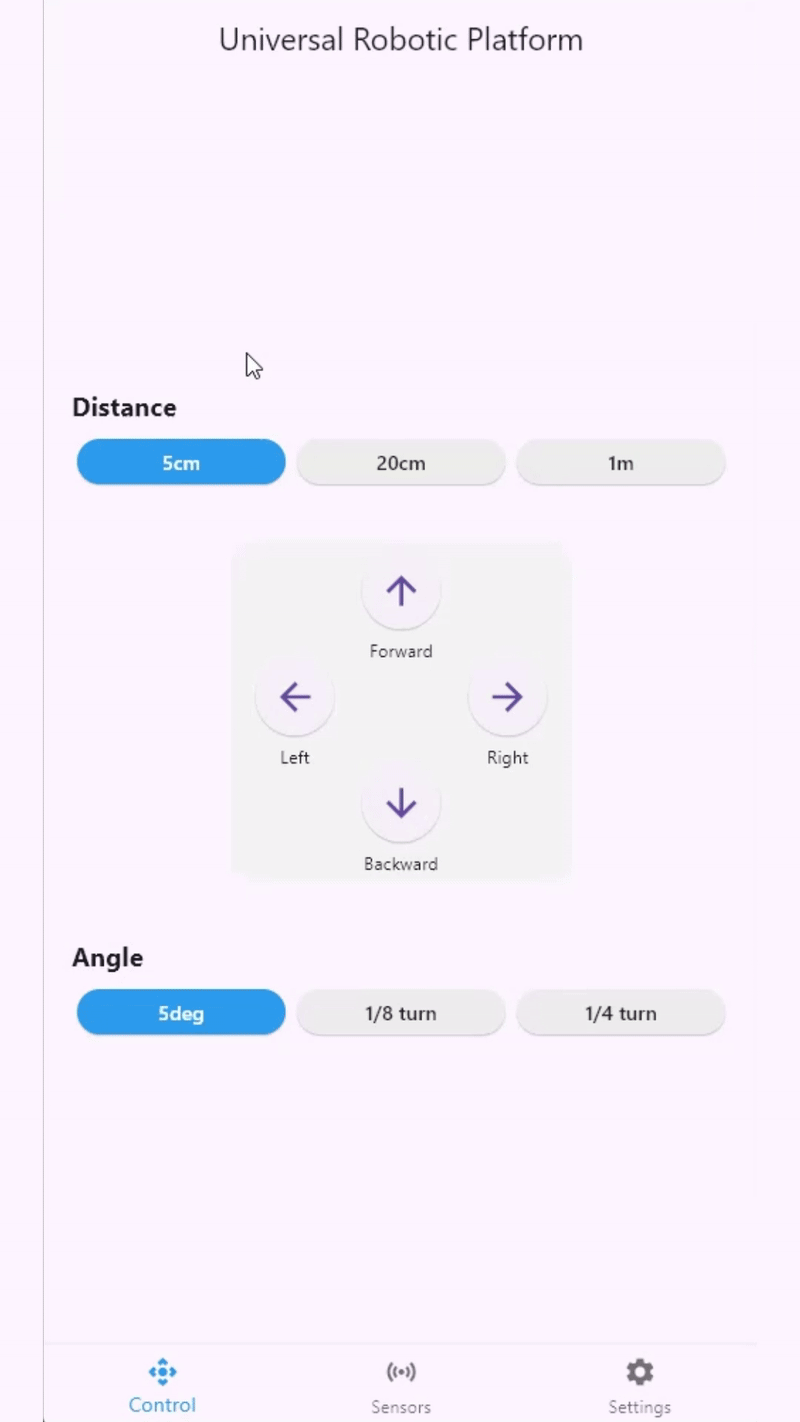 Universal Robotic Platform
Distance
5cm 20cm 1m
Forward
Left Right
Backward
Angle
5deg 1/8 turn 1/4 turn
Control Sensors Settings